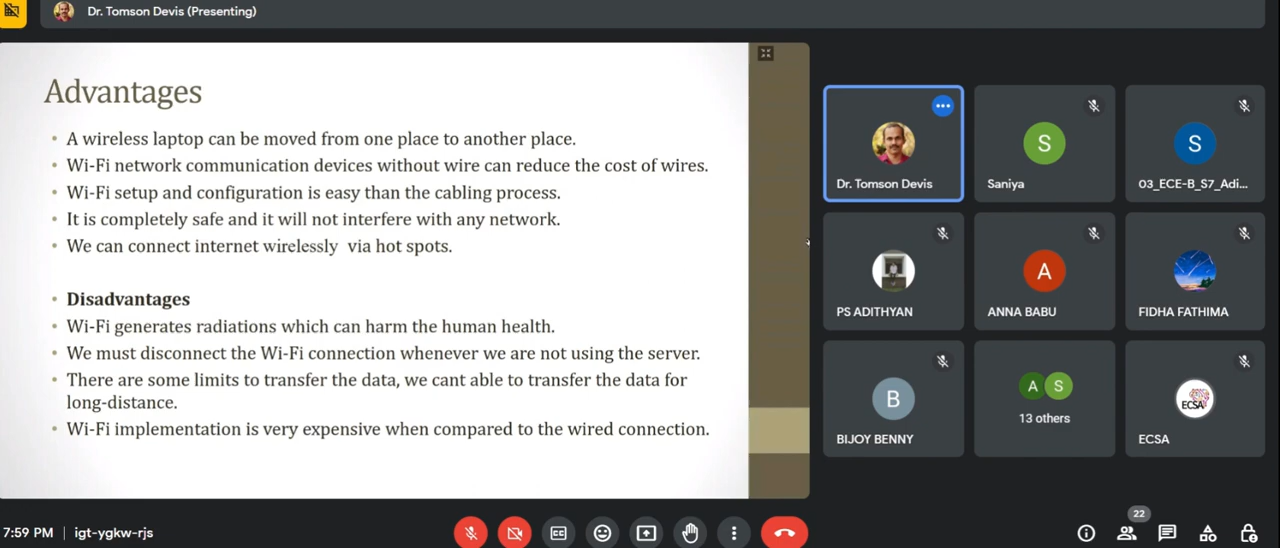 Dr. Tomson Devis (Presenting)
Advantages
• A wireless laptop can be moved from one place to another place.
• Wi-Fi network communication devices without wire can reduce the cost of wires.
• Wi-Fi setup and configuration is easy than the cabling process.
• It is completely safe and it will not interfere with any network.
• We can connect internet wirelessly via hot spots.
• Disadvantages
• Wi-Fi generates radiations which can harm the human health.
• We must disconnect the Wi-Fi connection whenever we are not using the server.
• There are some limits to transfer the data, we cant able to transfer the data for
long-distance.
• Wi-Fi implementation is very expensive when compared to the wired connection.
Dr. Tomson Devis
S
Saniya
S
03_ECE-B_S7_Adi...
PS ADITHYAN
A
ANNA BABU
FIDHA FATHIMA
B
BIJOY BENNY
A S
13 others
ECSA
ECSA
7:59 PM | igt-ygkw-rjs
CC
22